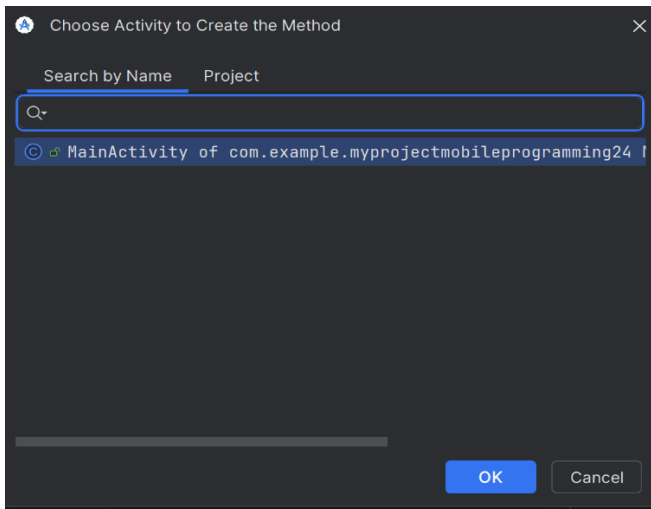 Choose Activity to Create the Method
Search by Name Project
MainActivity of com.example.myprojectmobileprogramming24
OK Cancel